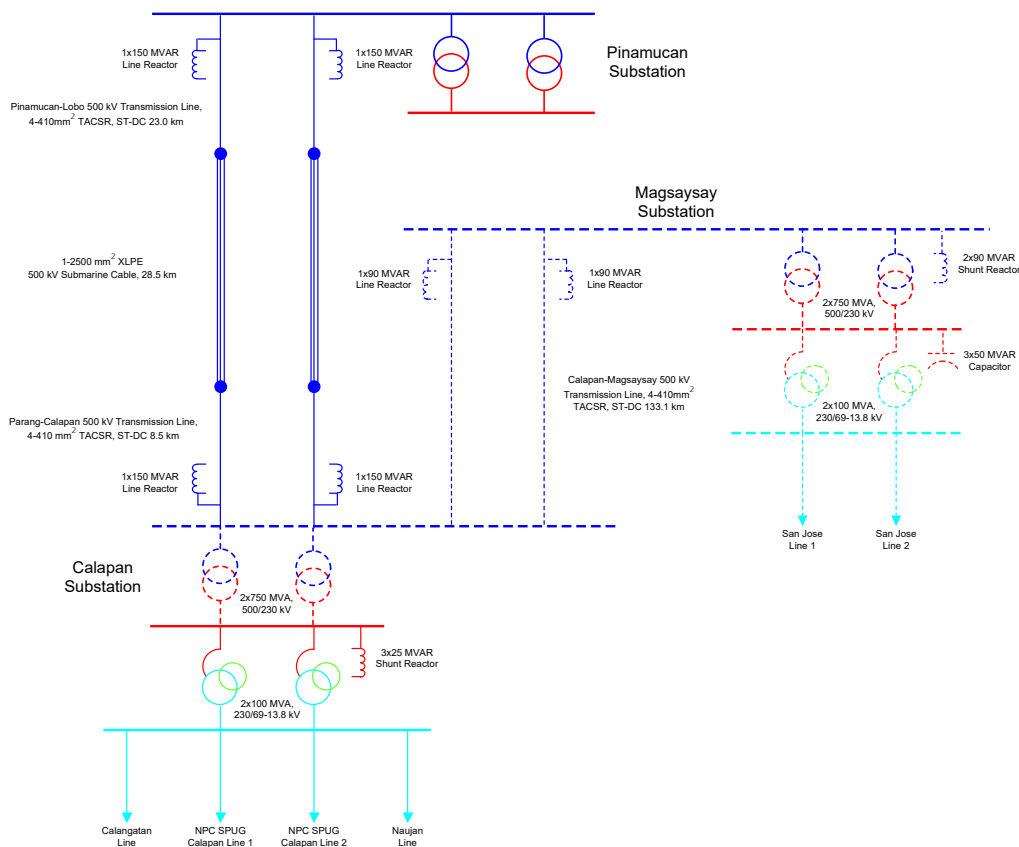 1x150 MVAR
Line Reactor
1x150 MVAR
Line Reactor
Pinamucan
Substation
Pinamucan-Lobo 500 kV Transmission Line,
4-410mm² TACSR, ST-DC 23.0 km
Magsaysay
Substation
1-2500 mm² XLPE
500 kV Submarine Cable, 28.5 km
1x90 MVAR
Line Reactor
1x90 MVAR
Line Reactor
2x90 MVAR
Shunt Reactor
2x750 MVA,
500/230 kV
3x50 MVAR
Capacitor
Calapan-Magsaysay 500 kV
Transmission Line, 4-410mm²
TACSR, ST-DC 133.1 km
2x100 MVA,
230/69-13.8 kV
Parang-Calapan 500 kV Transmission Line,
4-410 mm² TACSR, ST-DC 8.5 km
1x150 MVAR
Line Reactor
1x150 MVAR
Line Reactor
San Jose
Line 1
San Jose
Line 2
Calapan
Substation
2x750 MVA,
500/230 kV
3x25 MVAR
Shunt Reactor
2x100 MVA,
230/69-13.8 kV
Calangatan
Line
NPC SPUG
Calapan Line 1
NPC SPUG
Calapan Line 2
Naujan
Line